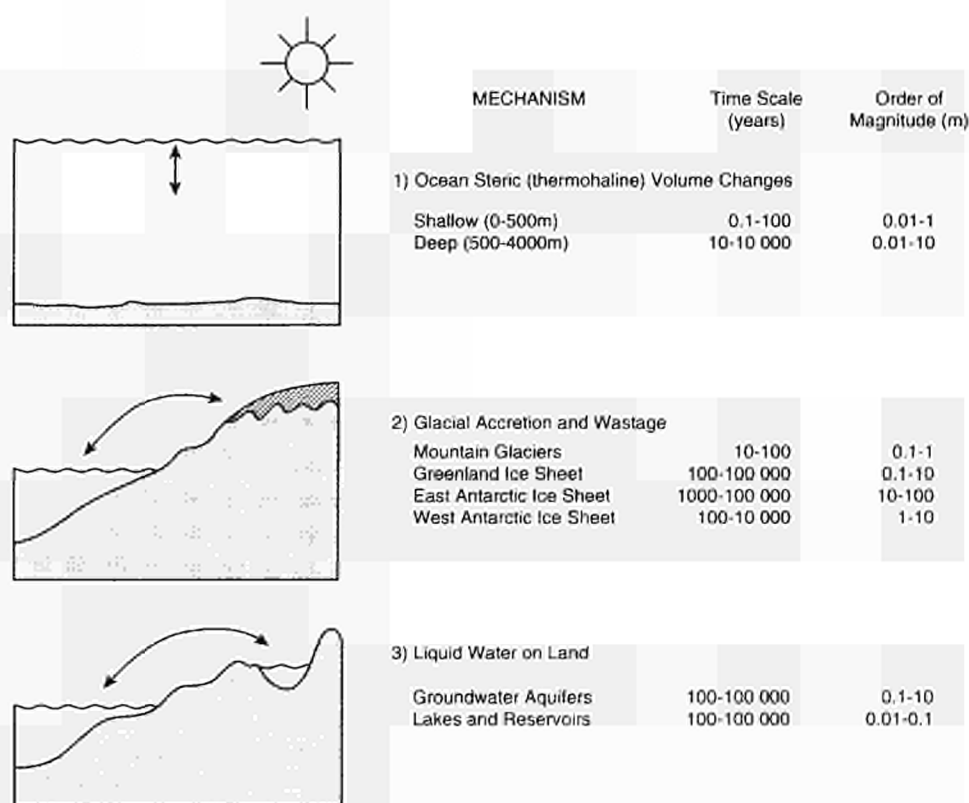 MECHANISM Time Scale (years) Order of Magnitude (m)
1) Ocean Steric (thermohaline) Volume Changes
Shallow (0-500m) 0.1-100 0.01-1
Deep (500-4000m) 10-10 000 0.01-10
2) Glacial Accretion and Wastage
Mountain Glaciers 10-100 0.1-1
Greenland Ice Sheet 100-100 000 0.1-10
East Antarctic Ice Sheet 1000-100 000 10-100
West Antarctic Ice Sheet 100-10 000 1-10
3) Liquid Water on Land
Groundwater Aquifers 100-100 000 0.1-10
Lakes and Reservoirs 100-100 000 0.01-0.1